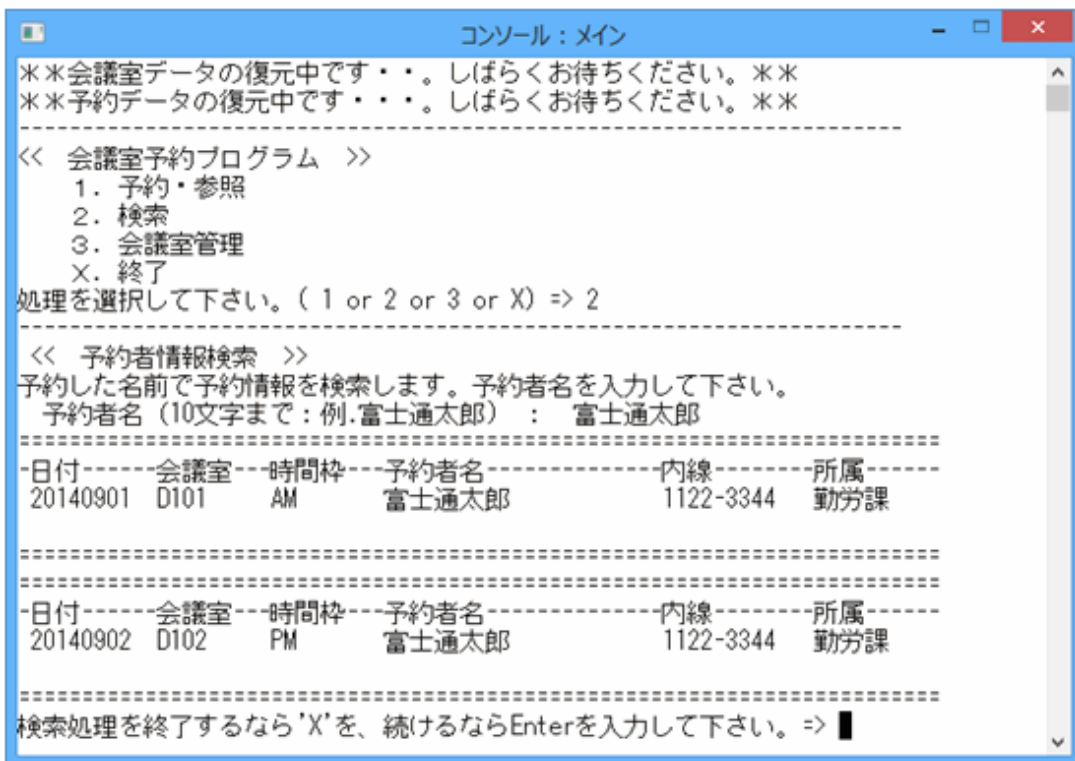 コンソール：メイン
＊＊会議室データの復元中です・・。しばらくお待ちください。＊＊
＊＊予約データの復元中です・・・。しばらくお待ちください。＊＊
----------------------------------------------------------------------
<<　会議室予約プログラム　>>
１．予約・参照
２．検索
３．会議室管理
Ｘ．終了
処理を選択して下さい。( 1 or 2 or 3 or X) => 2
----------------------------------------------------------------------
<<　予約者情報検索　>>
予約した名前で予約情報を検索します。予約者名を入力して下さい。
予約者名（10文字まで：例.富士通太郎）　：　富士通太郎
=========================================================================
-日付------会議室---時間枠---予約者名--------------内線--------所属------
20140901  D101     AM       富士通太郎            1122-3344   勤労課
=========================================================================
=========================================================================
-日付------会議室---時間枠---予約者名--------------内線--------所属------
20140902  D102     PM       富士通太郎            1122-3344   勤労課
=========================================================================
検索処理を終了するなら'X'を、続けるならEnterを入力して下さい。=>